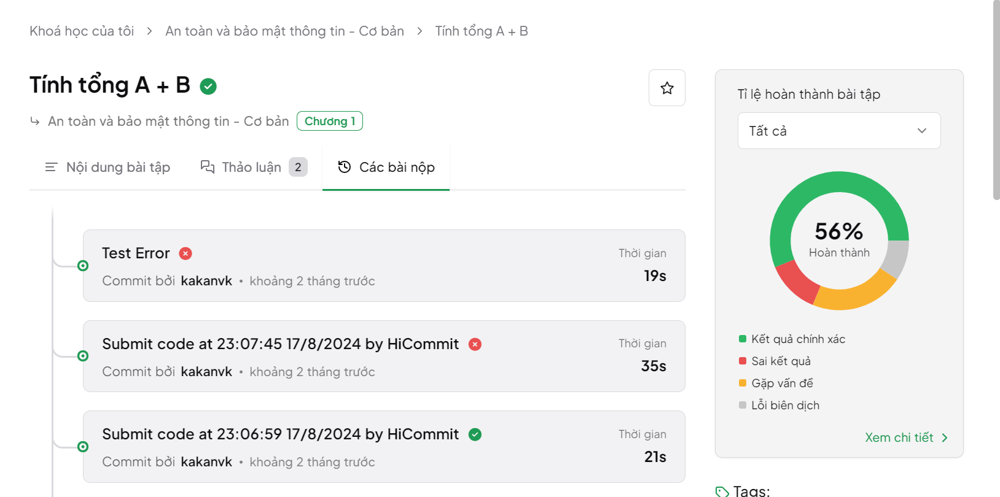 Khoá học của tôi > An toàn và bảo mật thông tin - Cơ bản > Tính tổng A + B
Tính tổng A + B
An toàn và bảo mật thông tin - Cơ bản Chương 1
Nội dung bài tập Thảo luận 2 Các bài nộp
Test Error Thời gian
Commit bởi kakanvk • khoảng 2 tháng trước 19s
Submit code at 23:07:45 17/8/2024 by HiCommit Thời gian
Commit bởi kakanvk • khoảng 2 tháng trước 35s
Submit code at 23:06:59 17/8/2024 by HiCommit Thời gian
Commit bởi kakanvk • khoảng 2 tháng trước 21s
Tỉ lệ hoàn thành bài tập
Tất cả
56%
Hoàn thành
Kết quả chính xác
Sai kết quả
Gặp vấn đề
Lỗi biên dịch
Xem chi tiết >
Tags: